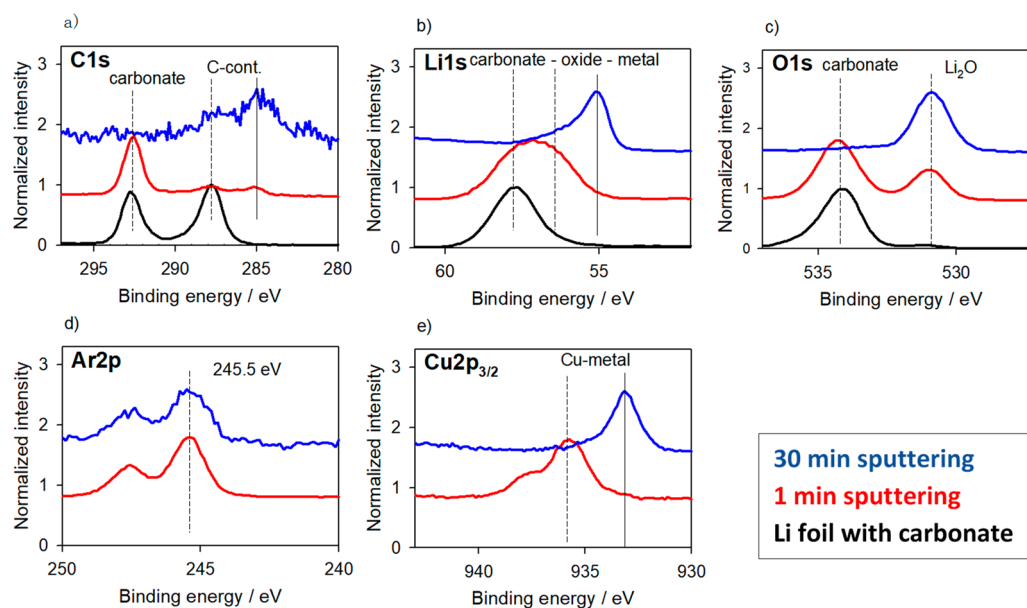 a)
C1s
carbonate
C-cont.
Normalized intensity
3
2
1
0
295
290
285
280
Binding energy / eV
b)
Li1s
carbonate - oxide - metal
Normalized intensity
3
2
1
0
60
55
Binding energy / eV
c)
O1s
carbonate
Li₂O
Normalized intensity
3
2
1
0
535
530
Binding energy / eV
d)
Ar2p
245.5 eV
Normalized intensity
3
2
1
0
250
245
240
Binding energy / eV
e)
Cu2p₃/₂
Cu-metal
Normalized intensity
3
2
1
0
940
935
930
Binding energy / eV
30 min sputtering
1 min sputtering
Li foil with carbonate